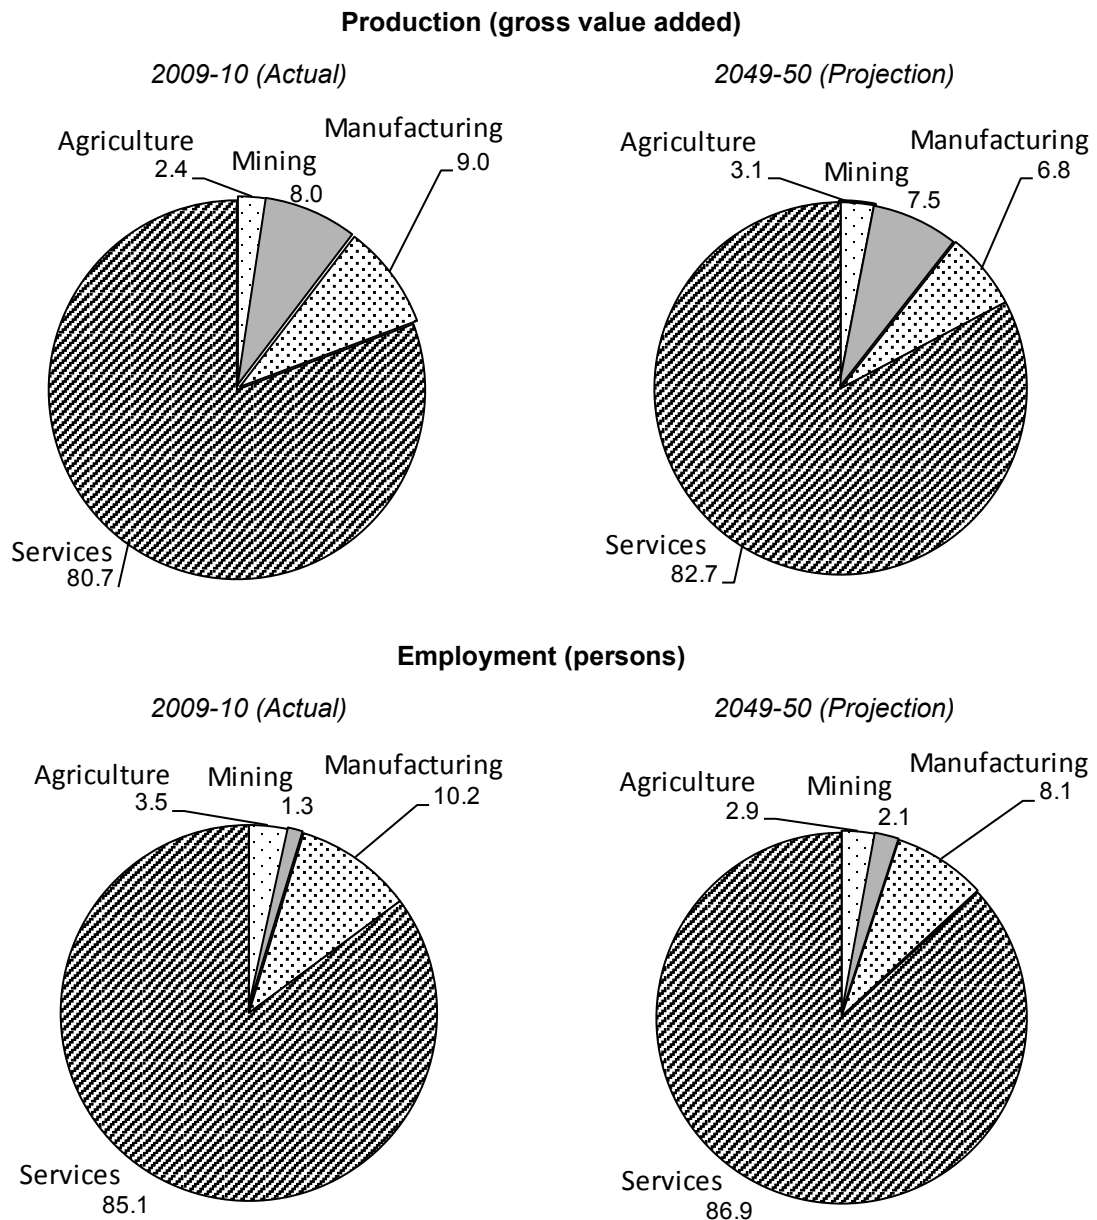 Production (gross value added)
2009-10 (Actual)
2049-50 (Projection)
Agriculture
2.4
Mining
8.0
Manufacturing
9.0
Services
80.7
Agriculture
3.1
Mining
7.5
Manufacturing
6.8
Services
82.7
Employment (persons)
2009-10 (Actual)
2049-50 (Projection)
Agriculture
3.5
Mining
1.3
Manufacturing
10.2
Services
85.1
Agriculture
2.9
Mining
2.1
Manufacturing
8.1
Services
86.9